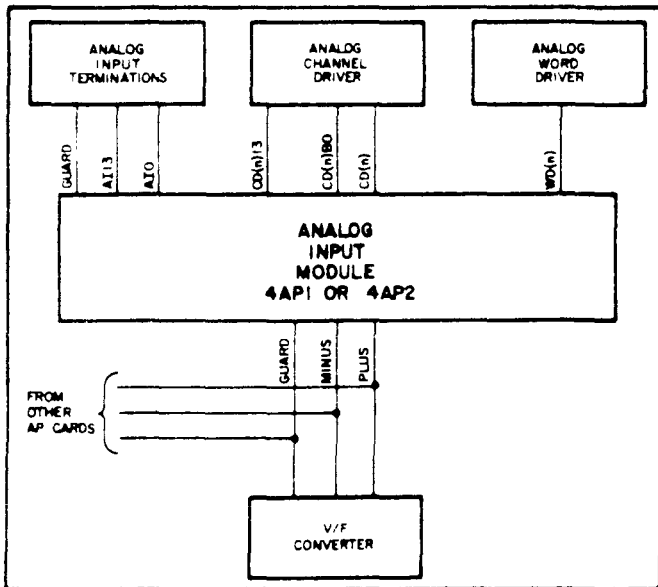 ANALOG
INPUT
TERMINATIONS
ANALOG
CHANNEL
DRIVER
ANALOG
WORD
DRIVER
GUARD
AI13
AI0
CD(n)13
CD(n)B0
CD(n)
WD(n)
ANALOG
INPUT
MODULE
4AP1 OR 4AP2
GUARD
MINUS
PLUS
FROM
OTHER
AP CARDS
V/F
CONVERTER